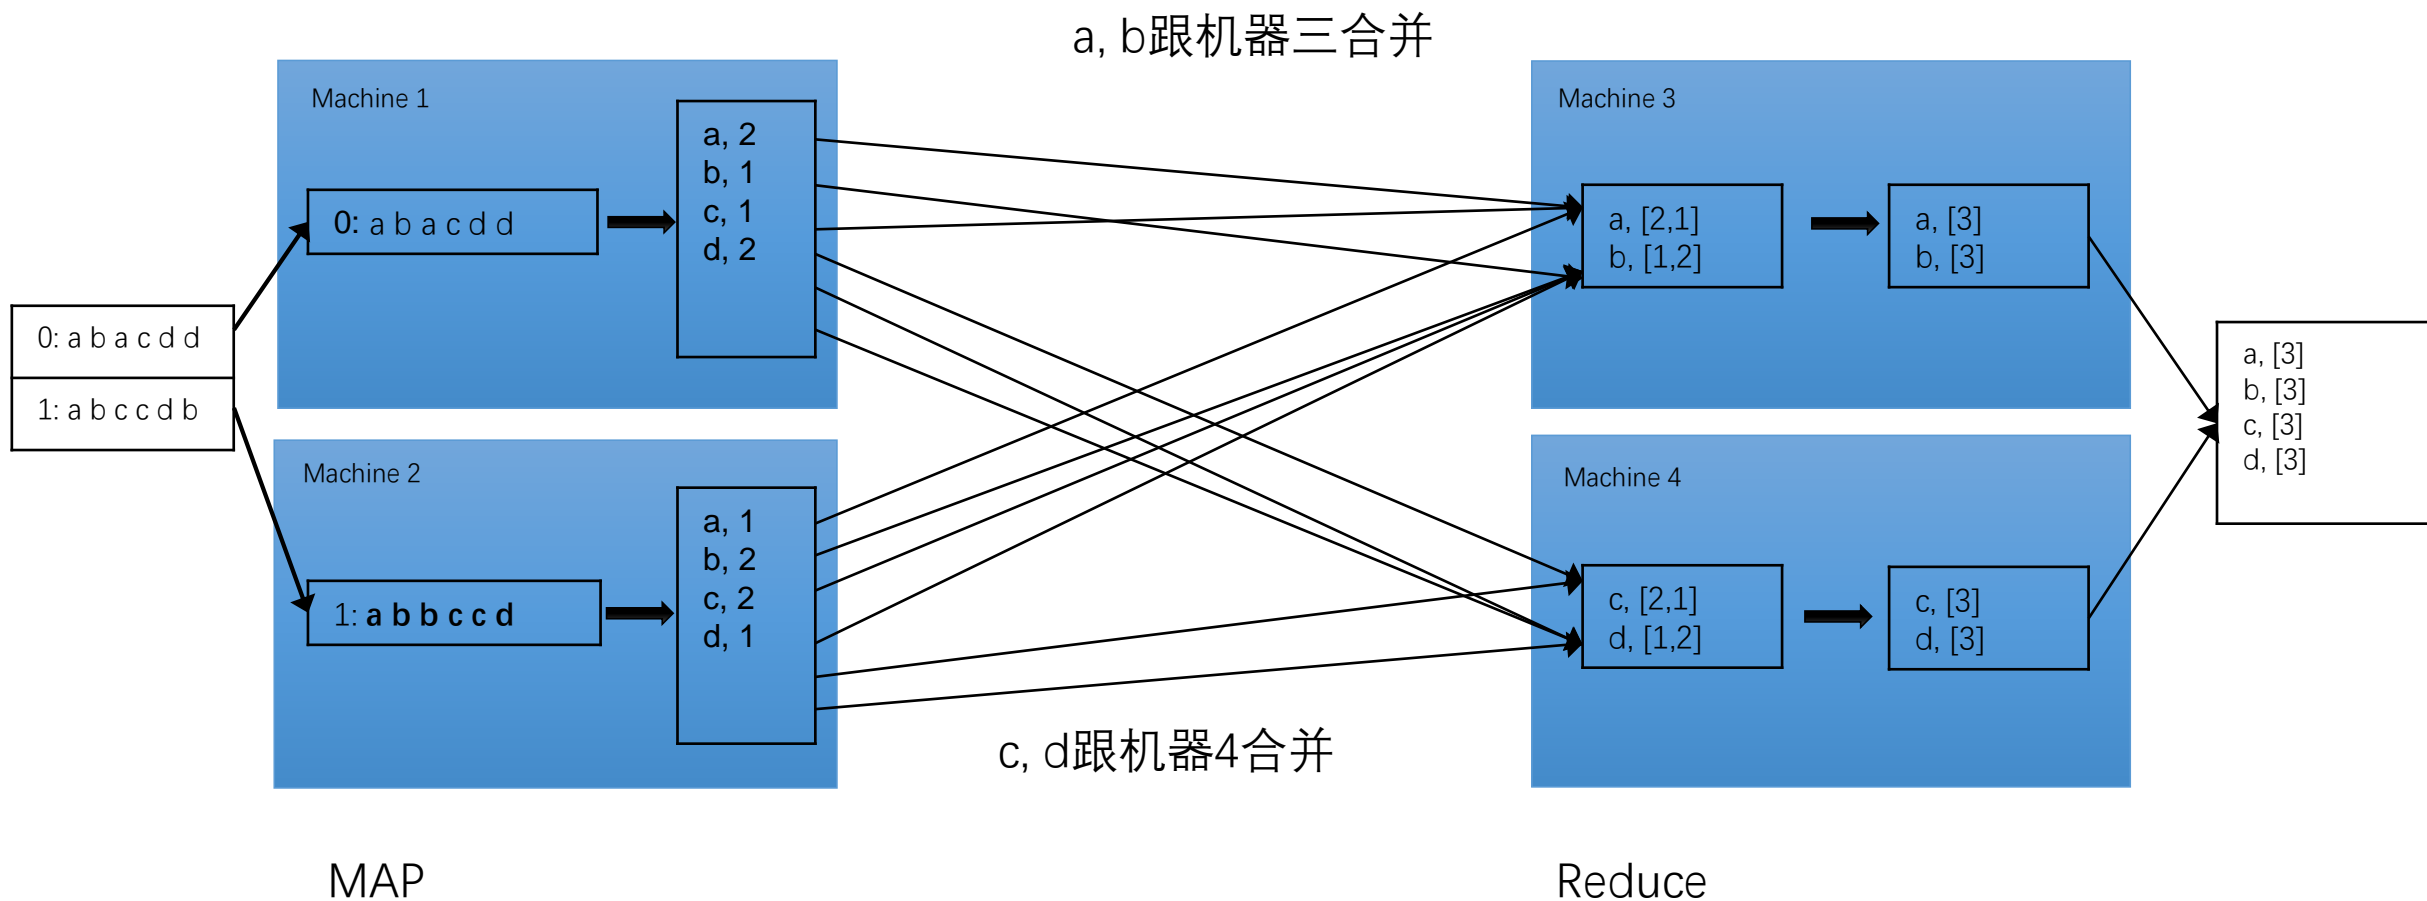 a, b跟机器三合并
Machine 1
a, 2
b, 1
c, 1
d, 2
0: a b a c d d
0: a b a c d d
1: a b c c d b
Machine 2
a, 1
b, 2
c, 2
d, 1
1: a b b c c d
Machine 3
a, [2,1]
b, [1,2]
a, [3]
b, [3]
Machine 4
c, [2,1]
d, [1,2]
c, [3]
d, [3]
a, [3]
b, [3]
c, [3]
d, [3]
c, d跟机器4合并
MAP
Reduce